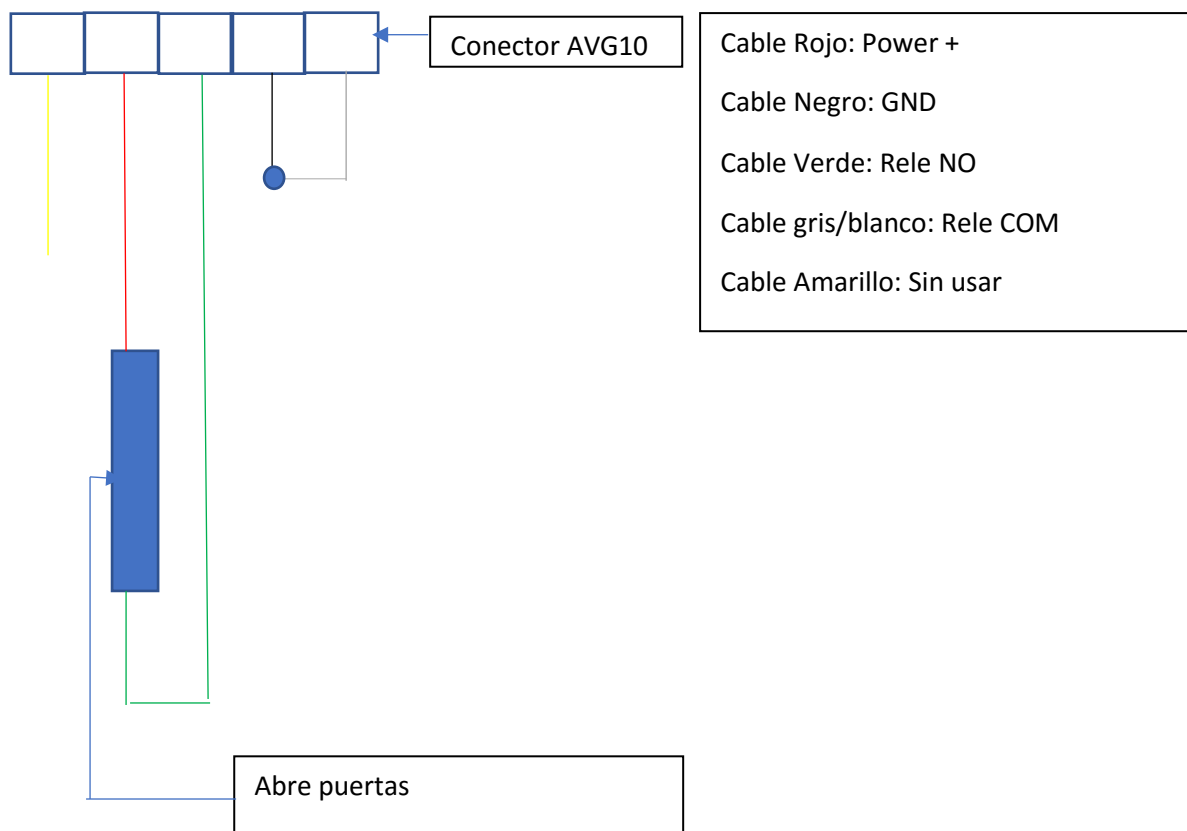 Conector AVG10
Cable Rojo: Power +
Cable Negro: GND
Cable Verde: Rele NO
Cable gris/blanco: Rele COM
Cable Amarillo: Sin usar
Abre puertas